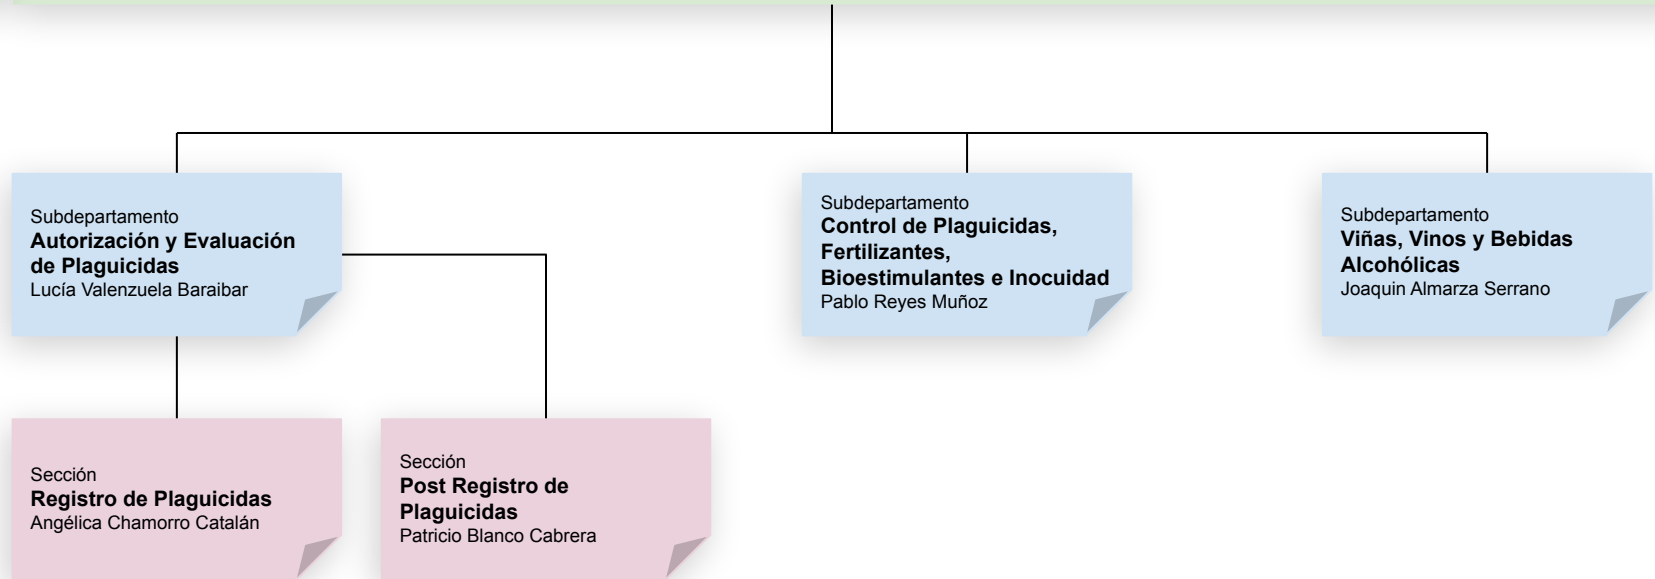 Subdepartamento
Autorización y Evaluación
de Plaguicidas
Lucía Valenzuela Baraibar
Subdepartamento
Control de Plaguicidas,
Fertilizantes,
Bioestimulantes e Inocuidad
Pablo Reyes Muñoz
Subdepartamento
Viñas, Vinos y Bebidas
Alcohólicas
Joaquin Almarza Serrano
Sección
Registro de Plaguicidas
Angélica Chamorro Catalán
Sección
Post Registro de
Plaguicidas
Patricio Blanco Cabrera